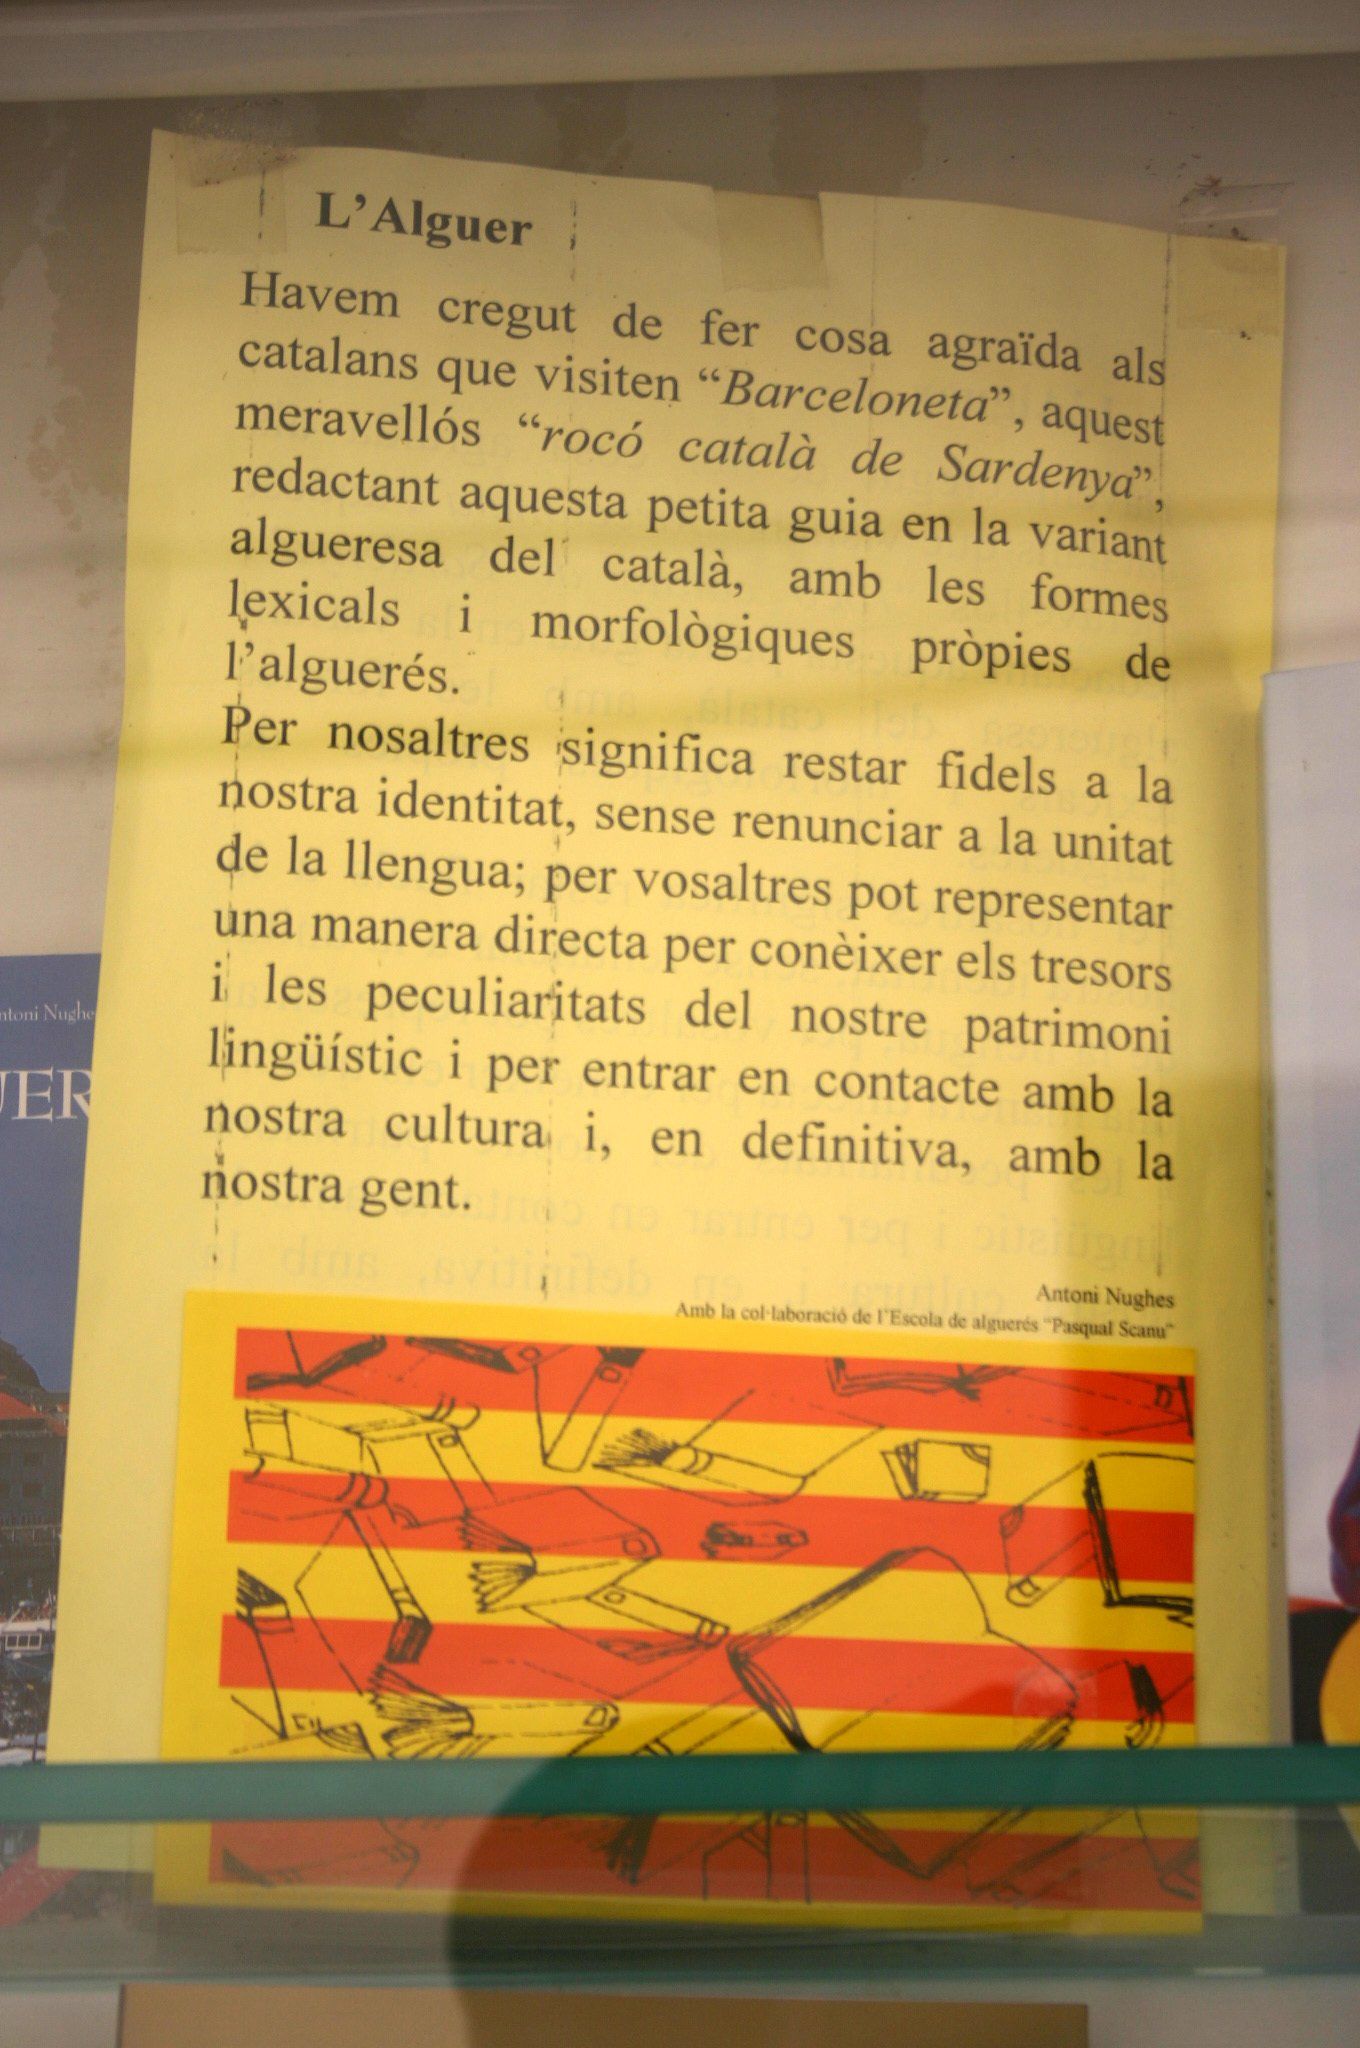 L'Alguer
Havem cregut de fer cosa agraïda als
catalans que visiten “Barceloneta”, aquest
meravellós “rocó català de Sardenya”,
redactant aquesta petita guia en la variant
algueresa del català, amb les formes
lexicals i morfològiques pròpies de
l’alguerés.
Per nosaltres significa restar fidels a la
nostra identitat, sense renunciar a la unitat
de la llengua; per vosaltres pot representar
una manera directa per conèixer els tresors
i les peculiaritats del nostre patrimoni
lingüístic i per entrar en contacte amb la
nostra cultura i, en definitiva, amb la
nostra gent.
Antoni Nughes
Amb la col·laboració de l’Escola de alguerés “Pasqual Scanu”
ntoni Nughe
UER